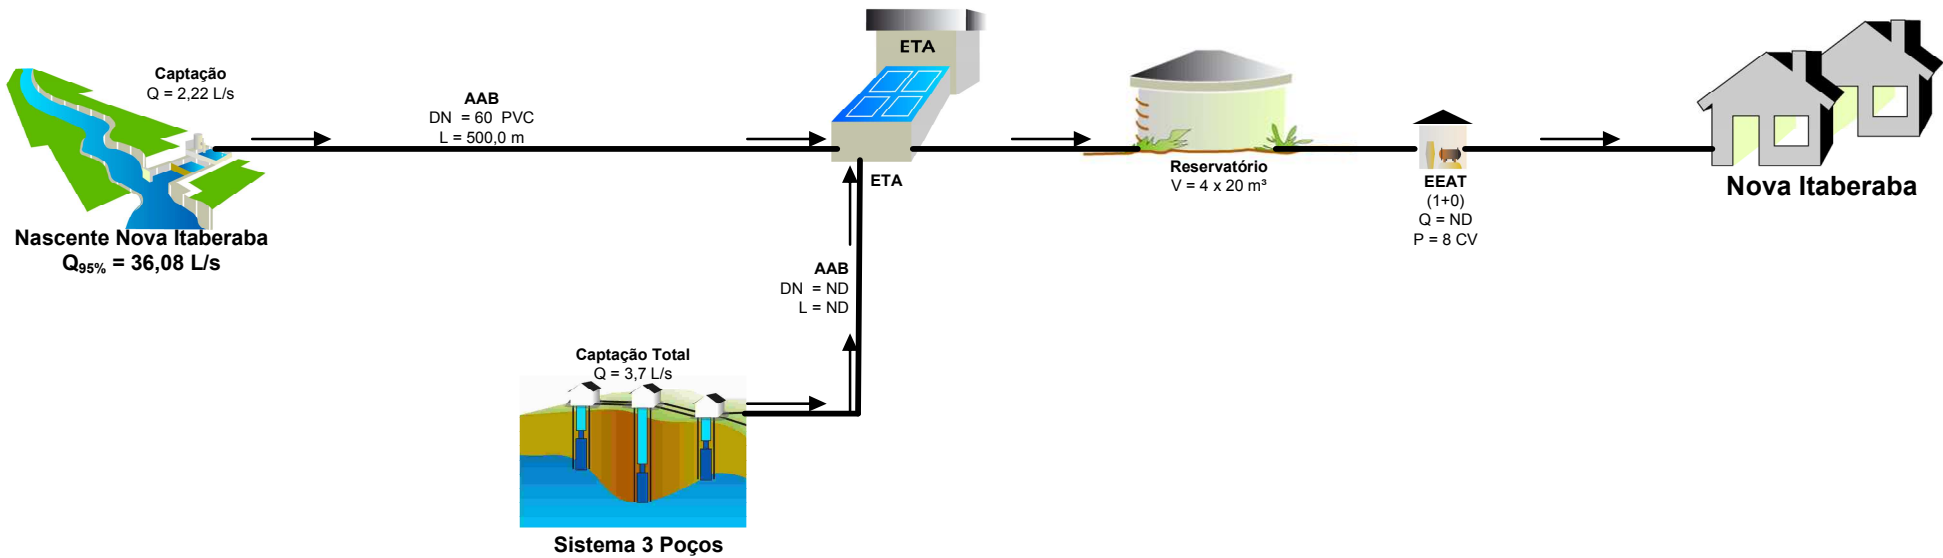 Captação
Q = 2,22 L/s
Nascente Nova Itaberaba
Q95% = 36,08 L/s
AAB
DN = 60 PVC
L = 500,0 m
ETA
ETA
AAB
DN = ND
L = ND
Captação Total
Q = 3,7 L/s
Sistema 3 Poços
Reservatório
V = 4 x 20 m³
EEAT
(1+0)
Q = ND
P = 8 CV
Nova Itaberaba